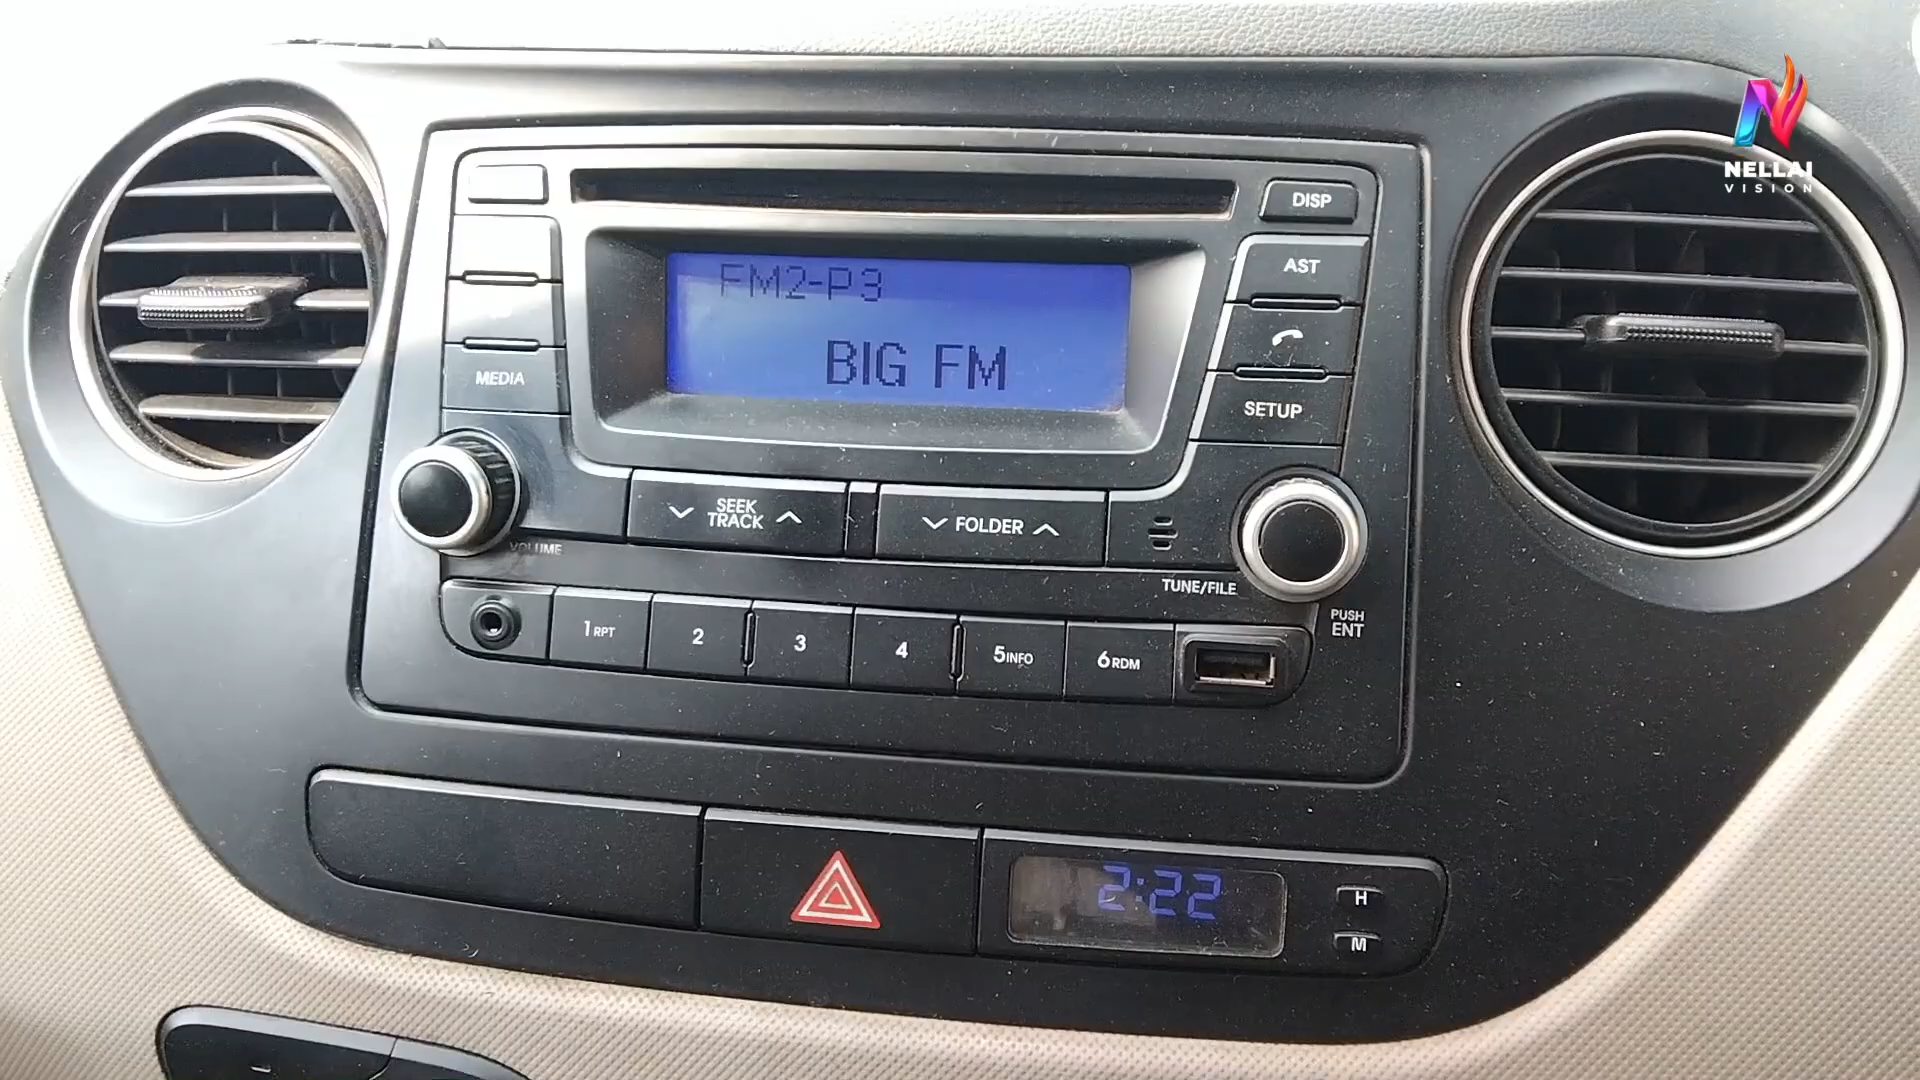 NELLAI
VISION
DISP
FM2-P3
AST
BIG FM
MEDIA
SETUP
SEEK
TRACK
FOLDER
VOLUME
TUNE/FILE
PUSH
ENT
1 RPT
2
3
4
5 INFO
6 RDM
2:22
H
M